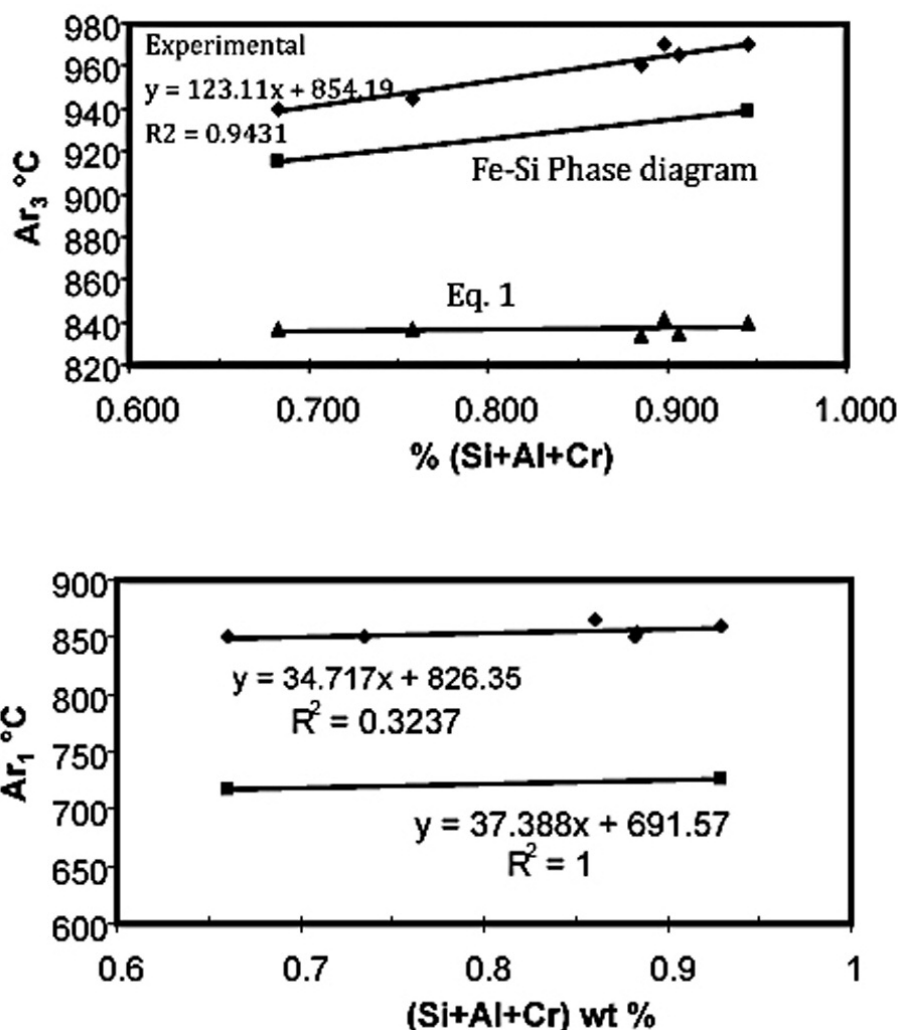 980
960
940
920
900
880
860
840
820
Ar₃ °C
Experimental
y = 123.11x + 854.19
R2 = 0.9431
Fe-Si Phase diagram
Eq. 1
0.600 0.700 0.800 0.900 1.000
% (Si+Al+Cr)
900
850
800
750
700
650
600
Ar₁ °C
y = 34.717x + 826.35
R² = 0.3237
y = 37.388x + 691.57
R² = 1
0.6 0.7 0.8 0.9 1
(Si+Al+Cr) wt %